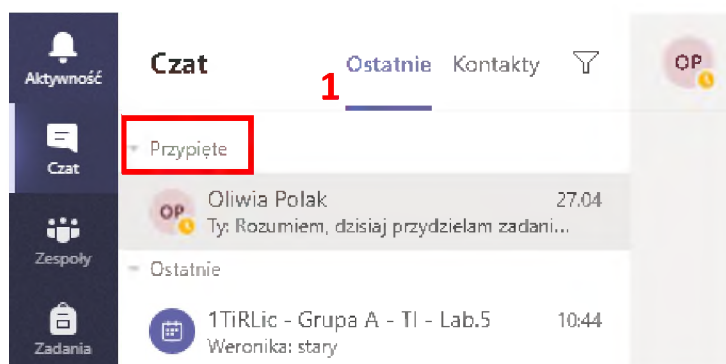 Aktywność
Czat
Zespoły
Zadania
Czat
1
Ostatnie Kontakty
OP
Przypięte
OP
Oliwia Polak 27.04
Ty: Rozumiem, dzisiaj przydzielam zadani...
Ostatnie
1TiRLic - Grupa A - TI - Lab.5 10:44
Weronika: stary